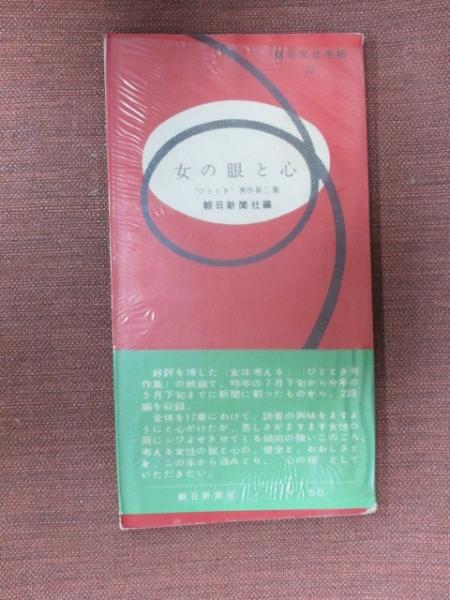 朝日文化手帖
女の眼と心
"ひととき"秀作第二集
朝日新聞社編
好評を博した「女は考える」(ひととき秀
作集)の続編で、昨年の7月下旬から今年の
5月下旬までに新聞に載ったものから、223
編を収録。
全体を12章にわけて、読者の興味をますよ
うにと心がけたが、苦しさがますます女性の
肩にシワよせさせてくる傾向の強いこのごろ、
考える女性の眼と心の、健全と、おおしさと
を、この本から汲みとり、"心の糧"として
いただきたい。
朝日新聞社
150